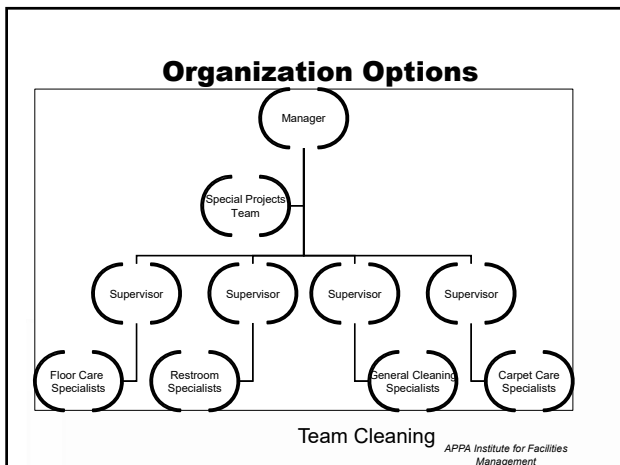 Organization Options
Manager
Special Projects
Team
Supervisor
Supervisor
Supervisor
Supervisor
Floor Care
Specialists
Restroom
Specialists
General Cleaning
Specialists
Carpet Care
Specialists
Team Cleaning
APPA Institute for Facilities
Management